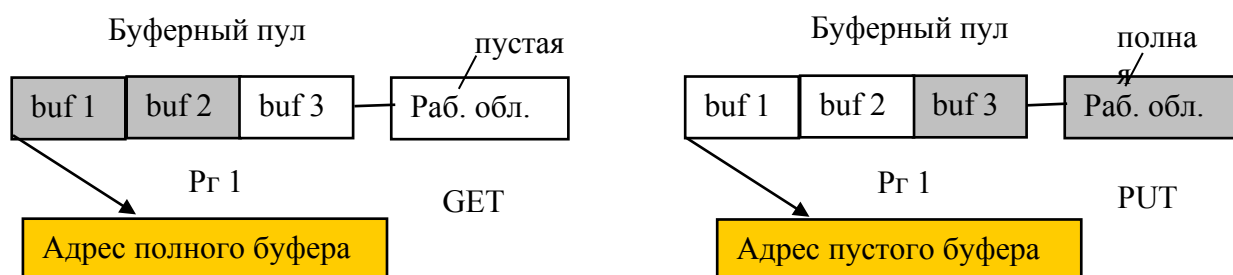 Буферный пул
пустая
buf 1 buf 2 buf 3 Раб. обл.
Рг 1
GET
Адрес полного буфера
Буферный пул
полна
я
buf 1 buf 2 buf 3 Раб. обл.
Рг 1
PUT
Адрес пустого буфера